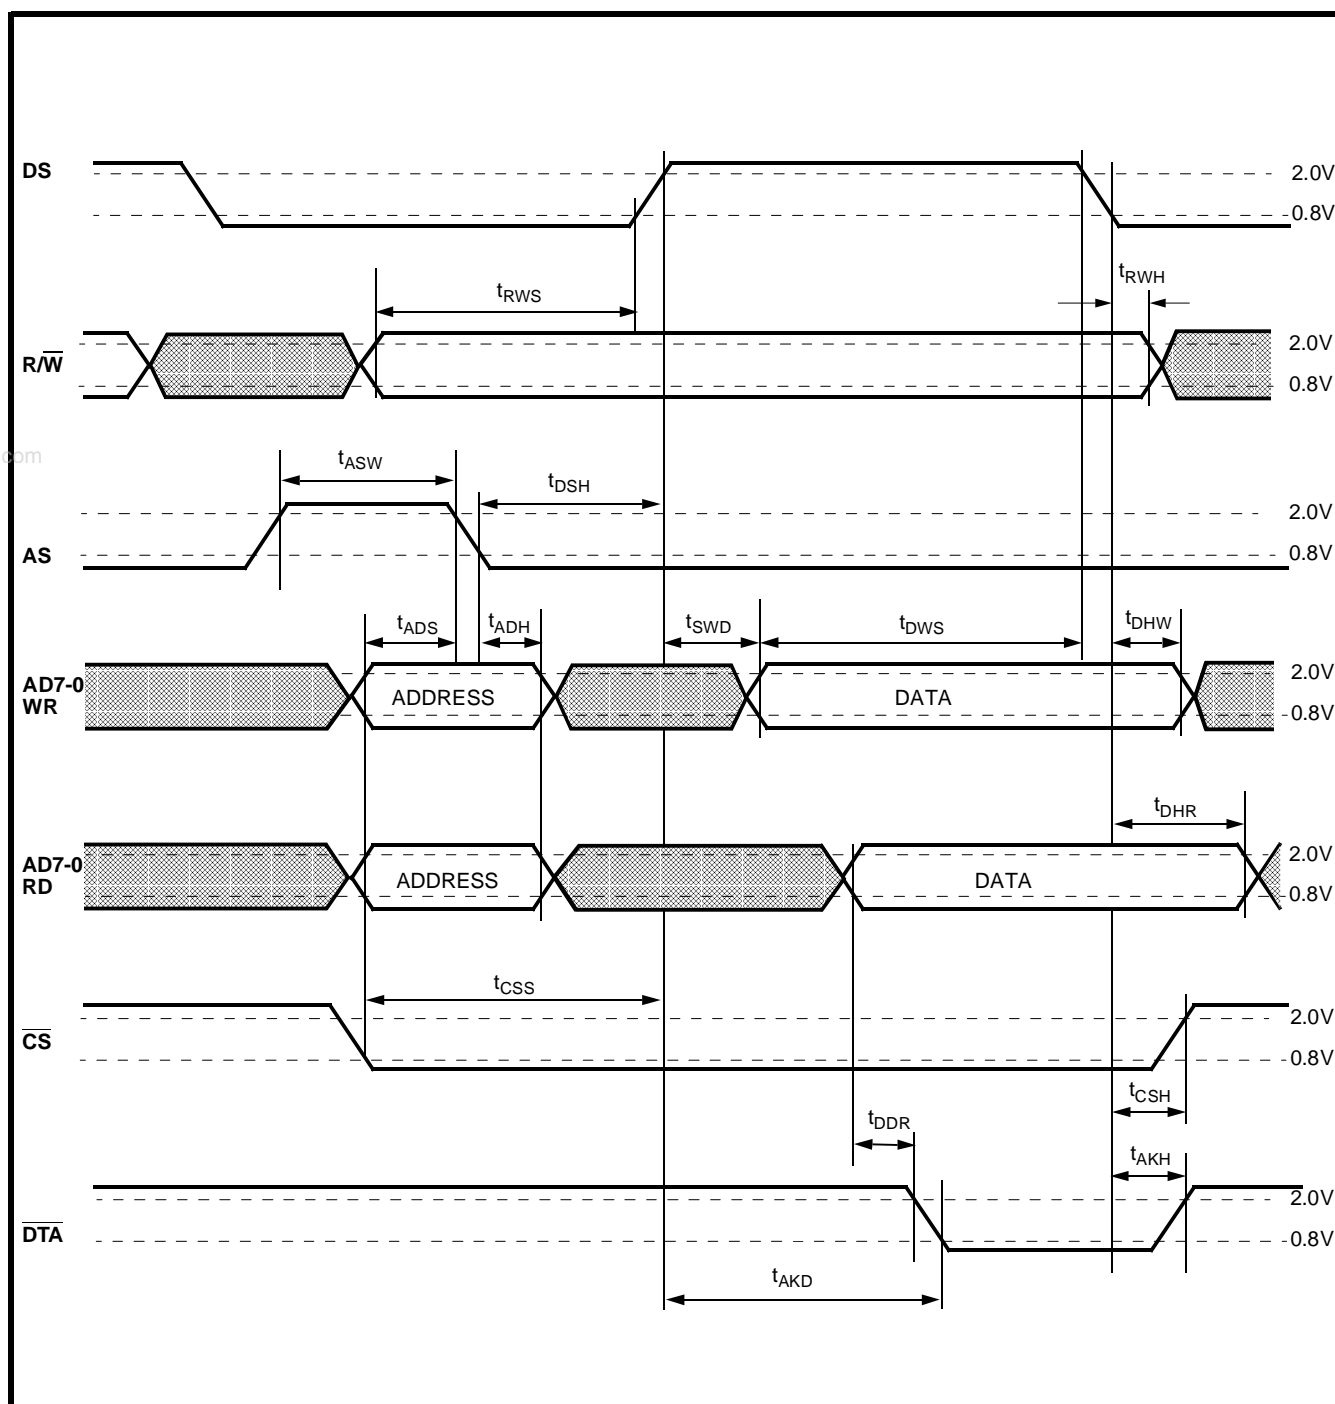 DS
2.0V
0.8V
tRWH
tRWS
R/W̅
2.0V
0.8V
com
tASW
tDSH
2.0V
AS
0.8V
tADS
tADH
tSWD
tDWS
tDHW
AD7-0
WR
ADDRESS
DATA
2.0V
0.8V
tDHR
AD7-0
RD
ADDRESS
DATA
2.0V
0.8V
tCSS
C̅S̅
2.0V
0.8V
tCSH
tDDR
tAKH
D̅T̅A̅
2.0V
0.8V
tAKD